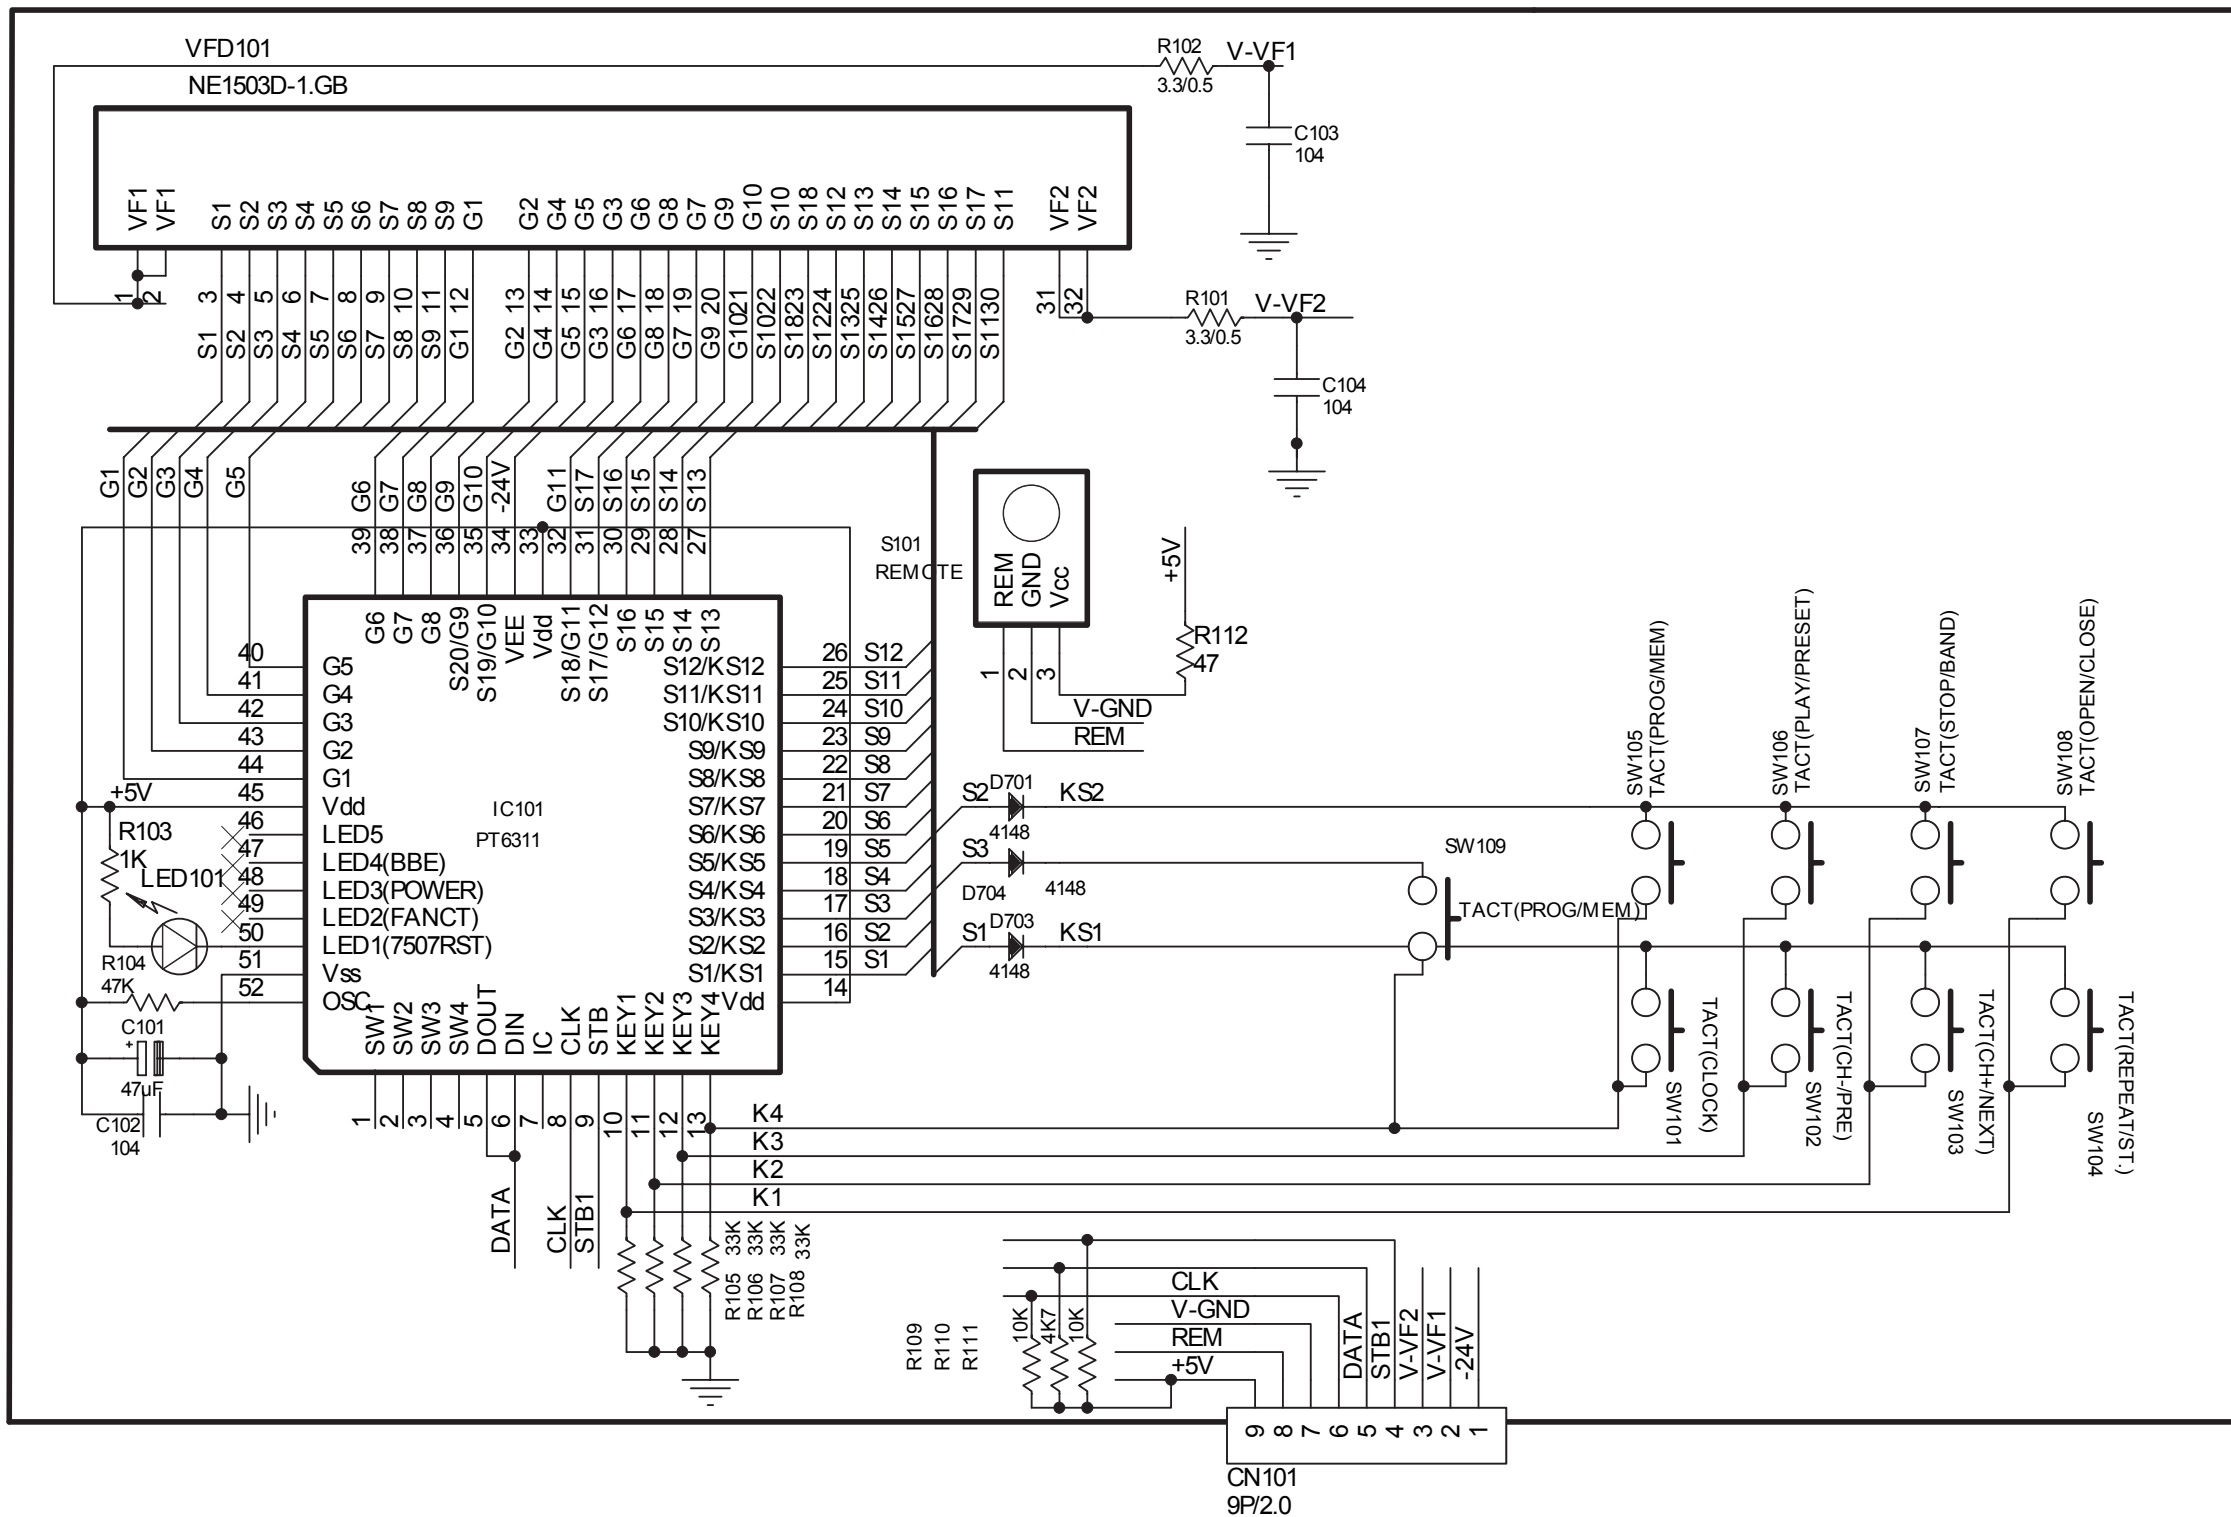 VFD101
NE1503D-1.GB
R102
3.3/0.5
V-VF1
C103
104
VF1 VF1 S1 S2 S3 S4 S5 S6 S7 S8 S9 G1 G2 G4 G5 G3 G6 G8 G7 G9 G10 S10 S18 S12 S13 S14 S15 S16 S17 S11 VF2 VF2
1 2 3 4 5 6 7 8 9 10 11 12 13 14 15 16 17 18 19 20 21 22 23 24 25 26 27 28 29 30 31 32
S1 S2 S3 S4 S5 S6 S7 S8 S9 G1 G2 G4 G5 G3 G6 G8 G7 G9 G10 S10 S18 S12 S13 S14 S15 S16 S17 S11
R101
3.3/0.5
V-VF2
C104
104
G1 G2 G3 G4 G5 G6 G7 G8 G9 G10 -24V G11 S17 S16 S15 S14 S13
39 38 37 36 35 34 33 32 31 30 29 28 27
G6 G7 G8 S20/G9 S19/G10 VEE Vdd S18/G11 S17/G12 S16 S15 S14 S13
S101
REMOTE
REM GND Vcc
1 2 3
+5V
R112
47
V-GND
REM
40 G5
41 G4
42 G3
43 G2
44 G1
+5V
45 Vdd
46 LED5
47 LED4(BBE)
48 LED3(POWER)
49 LED2(FANCT)
50 LED1(7507RST)
51 Vss
52 OSC
IC101
PT6311
R103
1K
LED101
R104
47K
C101
+
47uF
C102
104
S12/KS12 26 S12
S11/KS11 25 S11
S10/KS10 24 S10
S9/KS9 23 S9
S8/KS8 22 S8
S7/KS7 21 S7
S6/KS6 20 S6
S5/KS5 19 S5
S4/KS4 18 S4
S3/KS3 17 S3
S2/KS2 16 S2
S1/KS1 15 S1
Vdd 14
SW1 SW2 SW3 SW4 DOUT DIN IC CLK STB KEY1 KEY2 KEY3 KEY4
1 2 3 4 5 6 7 8 9 10 11 12 13
S2 D701 KS2
4148
S3
D704 4148
S1 D703 KS1
4148
SW109
TACT(PROG/MEM)
SW105
TACT(PROG/MEM)
SW106
TACT(PLAY/PRESET)
SW107
TACT(STOP/BAND)
SW108
TACT(OPEN/CLOSE)
TACT(CLOCK)
SW101
TACT(CH-/PRE)
SW102
TACT(CH+/NEXT)
SW103
TACT(REPEAT/ST.)
SW104
K4
K3
K2
K1
DATA
CLK
STB1
R105 33K
R106 33K
R107 33K
R108 33K
R109
R110
R111
10K
4K7
10K
CLK
V-GND
REM
+5V
DATA
STB1
V-VF2
V-VF1
-24V
9 8 7 6 5 4 3 2 1
CN101
9P/2.0